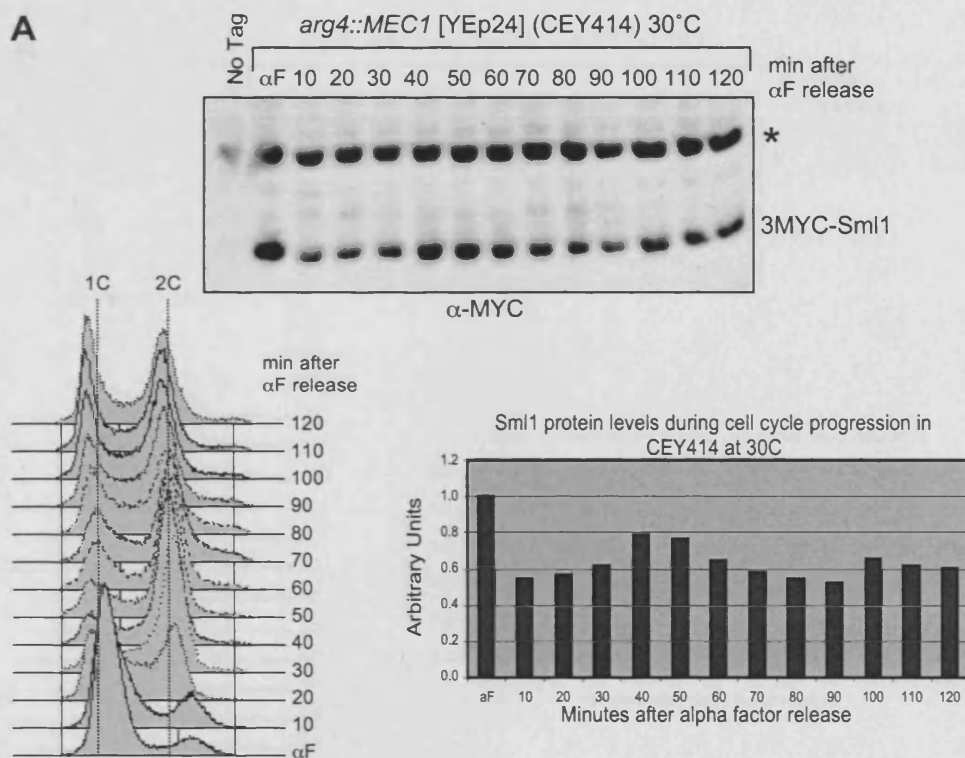 A
arg4::MEC1 [YEp24] (CEY414) 30˚C
No Tag
αF 10 20 30 40 50 60 70 80 90 100 110 120
min after
αF release
*
3MYC-Sml1
α-MYC
1C 2C
min after
αF release
120
110
100
90
80
70
60
50
40
30
20
10
αF
Sml1 protein levels during cell cycle progression in
CEY414 at 30C
Arbitrary Units
1.2
1.0
0.8
0.6
0.4
0.2
0.0
aF 10 20 30 40 50 60 70 80 90 100 110 120
Minutes after alpha factor release